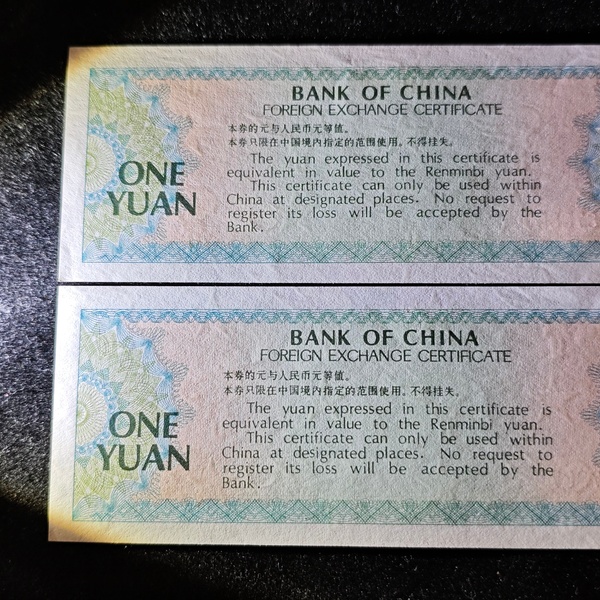 BANK OF CHINA
FOREIGN EXCHANGE CERTIFICATE
本券的元与人民币元等值。
本券只限在中国境内指定的范围使用。不得挂失。
ONE
YUAN
The yuan expressed in this certificate is
equivalent in value to the Renminbi yuan.
This certificate can only be used within
China at designated places. No request to
register its loss will be accepted by the
Bank.
BANK OF CHINA
FOREIGN EXCHANGE CERTIFICATE
本券的元与人民币元等值。
本券只限在中国境内指定的范围使用。不得挂失。
ONE
YUAN
The yuan expressed in this certificate is
equivalent in value to the Renminbi yuan.
This certificate can only be used within
China at designated places. No request to
register its loss will be accepted by the
Bank.